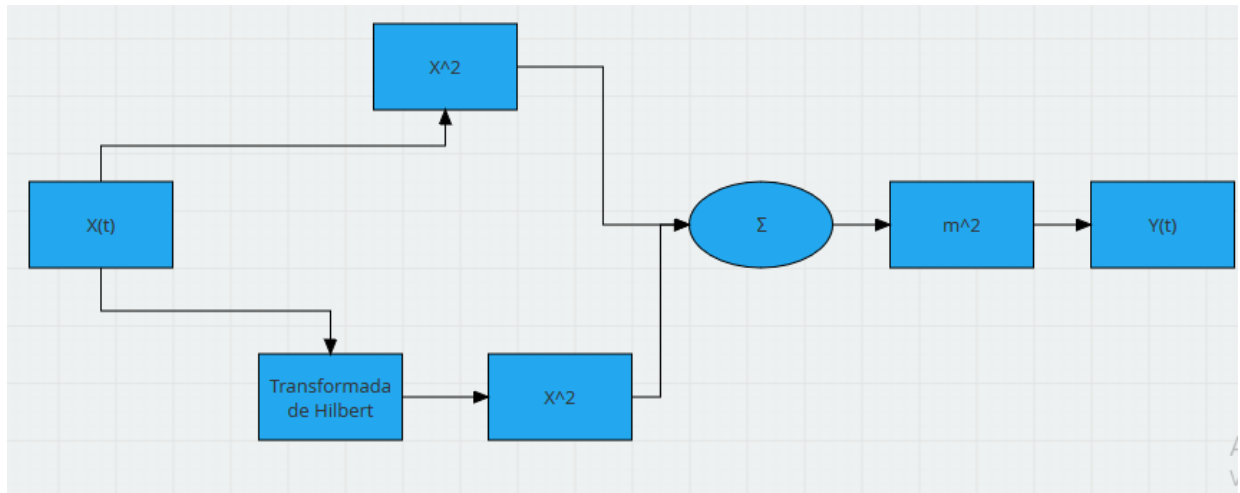 X^2
X(t)
Σ
m^2
Y(t)
Transformada
de Hilbert
X^2